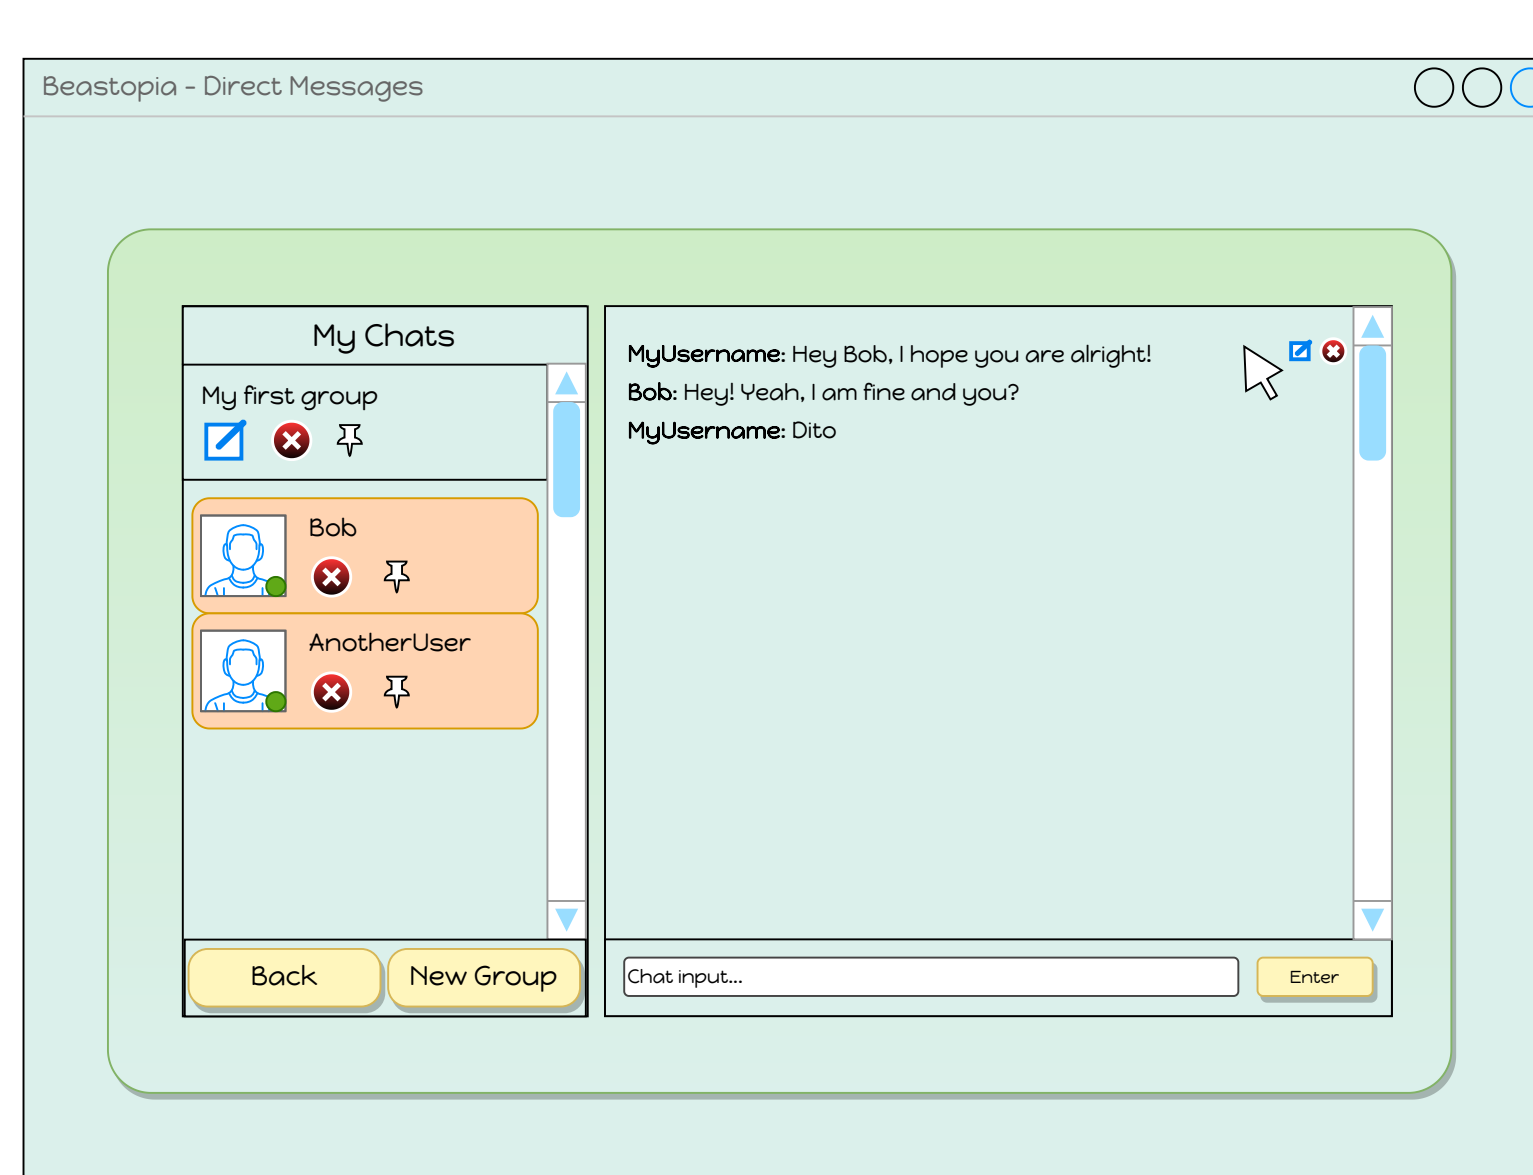 Beastopia - Direct Messages
My Chats
My first group
Bob
AnotherUser
Back
New Group
MyUsername: Hey Bob, I hope you are alright!
Bob: Hey! Yeah, I am fine and you?
MyUsername: Dito
Chat input...
Enter